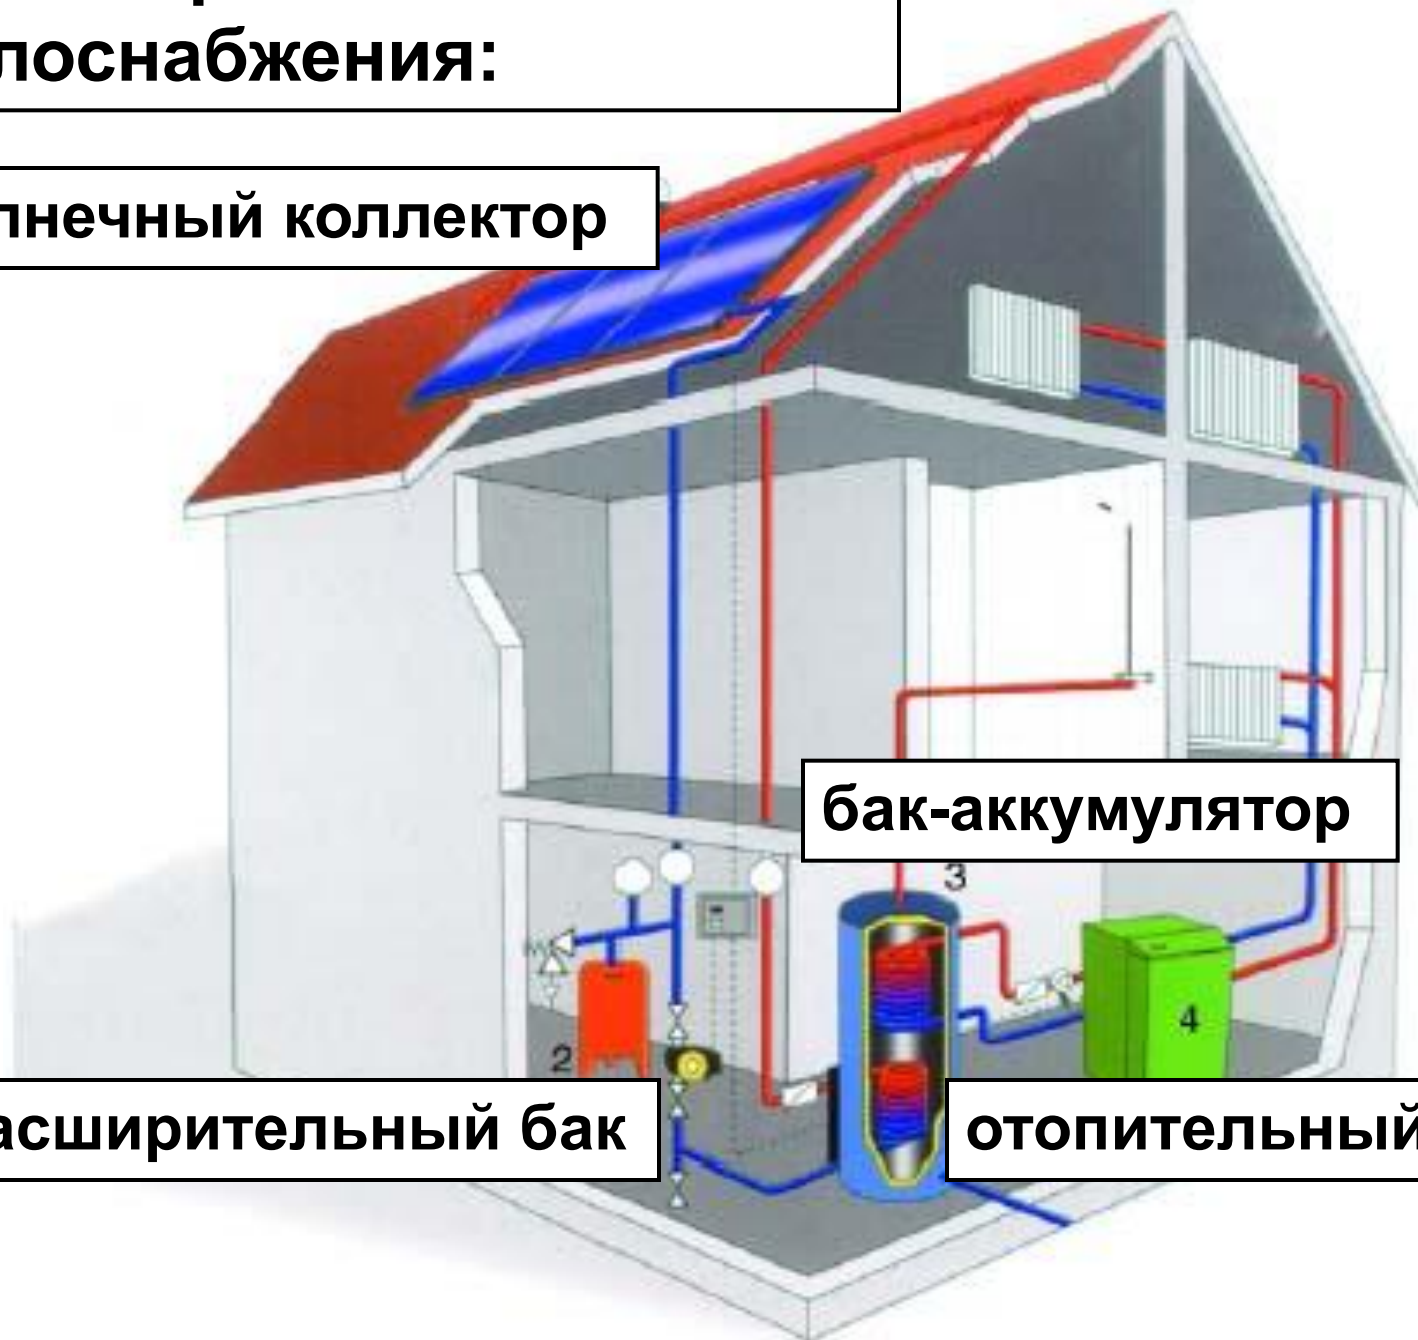 лоснабжения:
лнечный коллектор
бак-аккумулятор
3
4
2
асширительный бак
отопительный